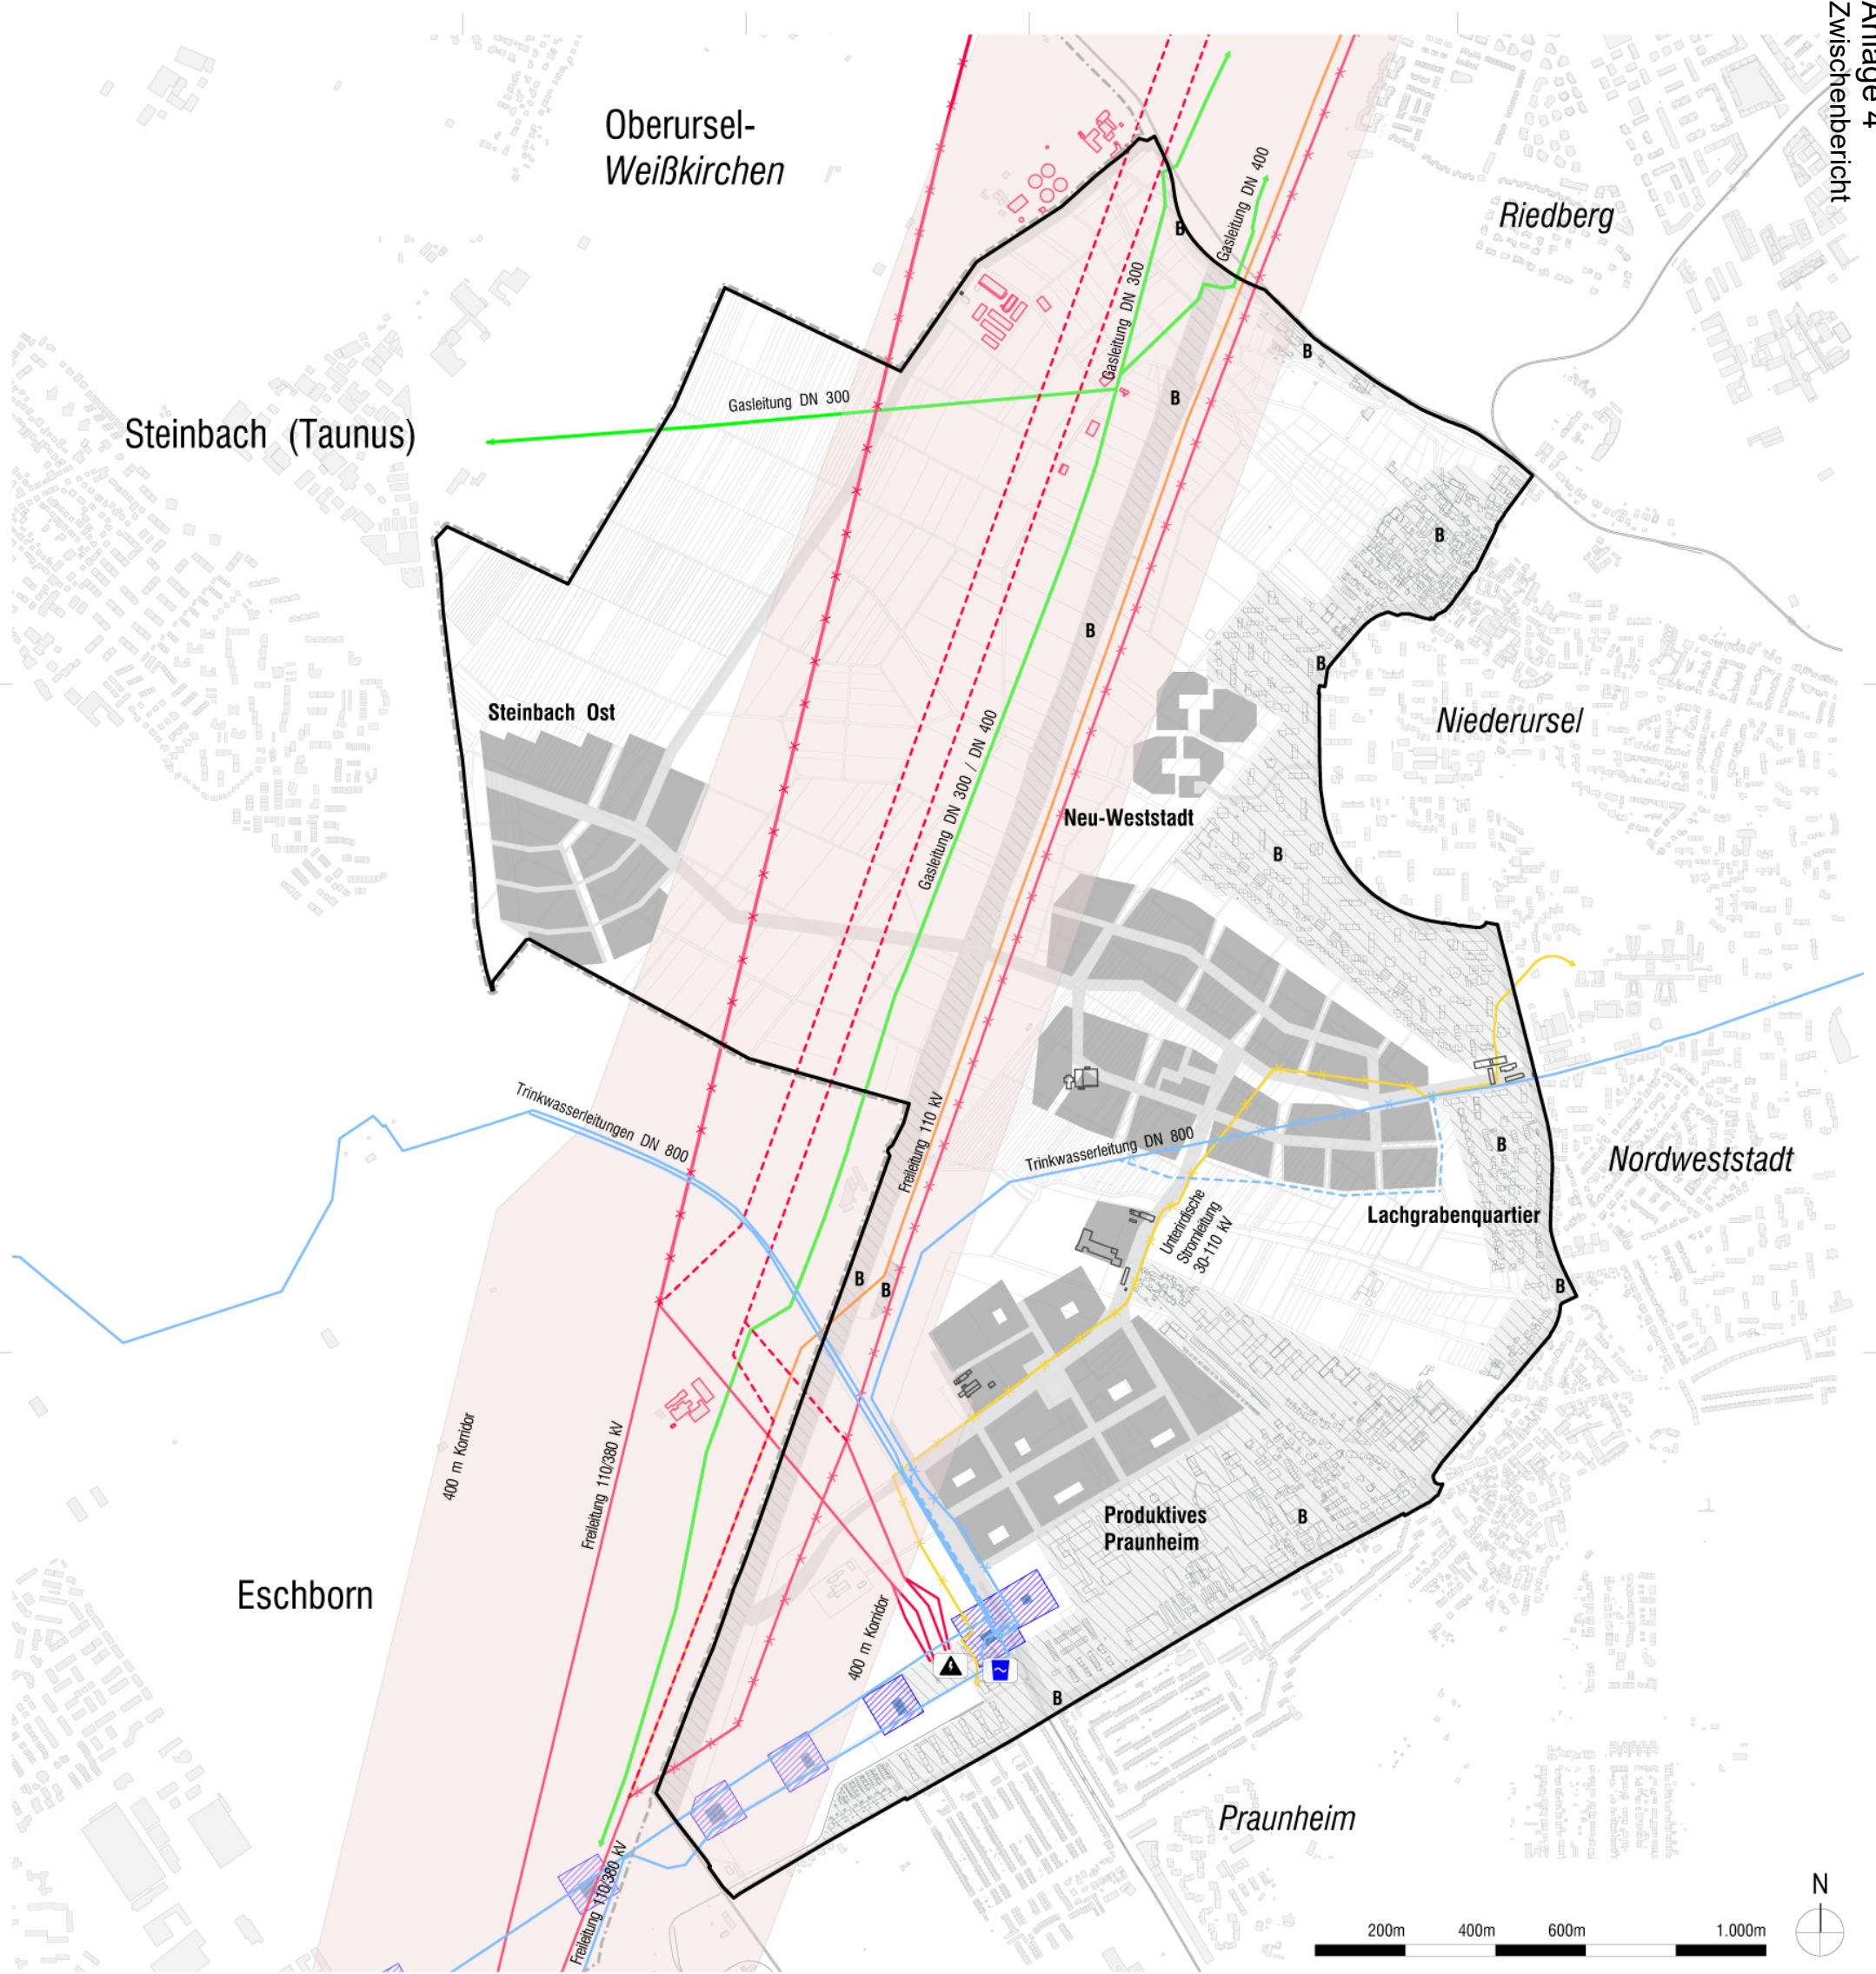 Anlage 4
Zwischenbericht
Oberursel-
Weißkirchen
Riedberg
Gasleitung DN 400
B
Gasleitung DN 300
B
Gasleitung DN 300
B
Steinbach (Taunus)
B
B
B
Steinbach Ost
Niederursel
Gasleitung DN 300 / DN 400
Neu-Weststadt
B
Trinkwasserleitungen DN 800
Freileitung 110 kV
Trinkwasserleitung DN 800
B
Nordweststadt
Unterirdische
Stromleitung
30-110 kV
Lachgrabenquartier
B
B
B
400 m Korridor
Freileitung 110/380 kV
Produktives
Praunheim
B
Eschborn
400 m Korridor
B
Praunheim
Freileitung 110/380 kV
N
200m 400m 600m 1.000m